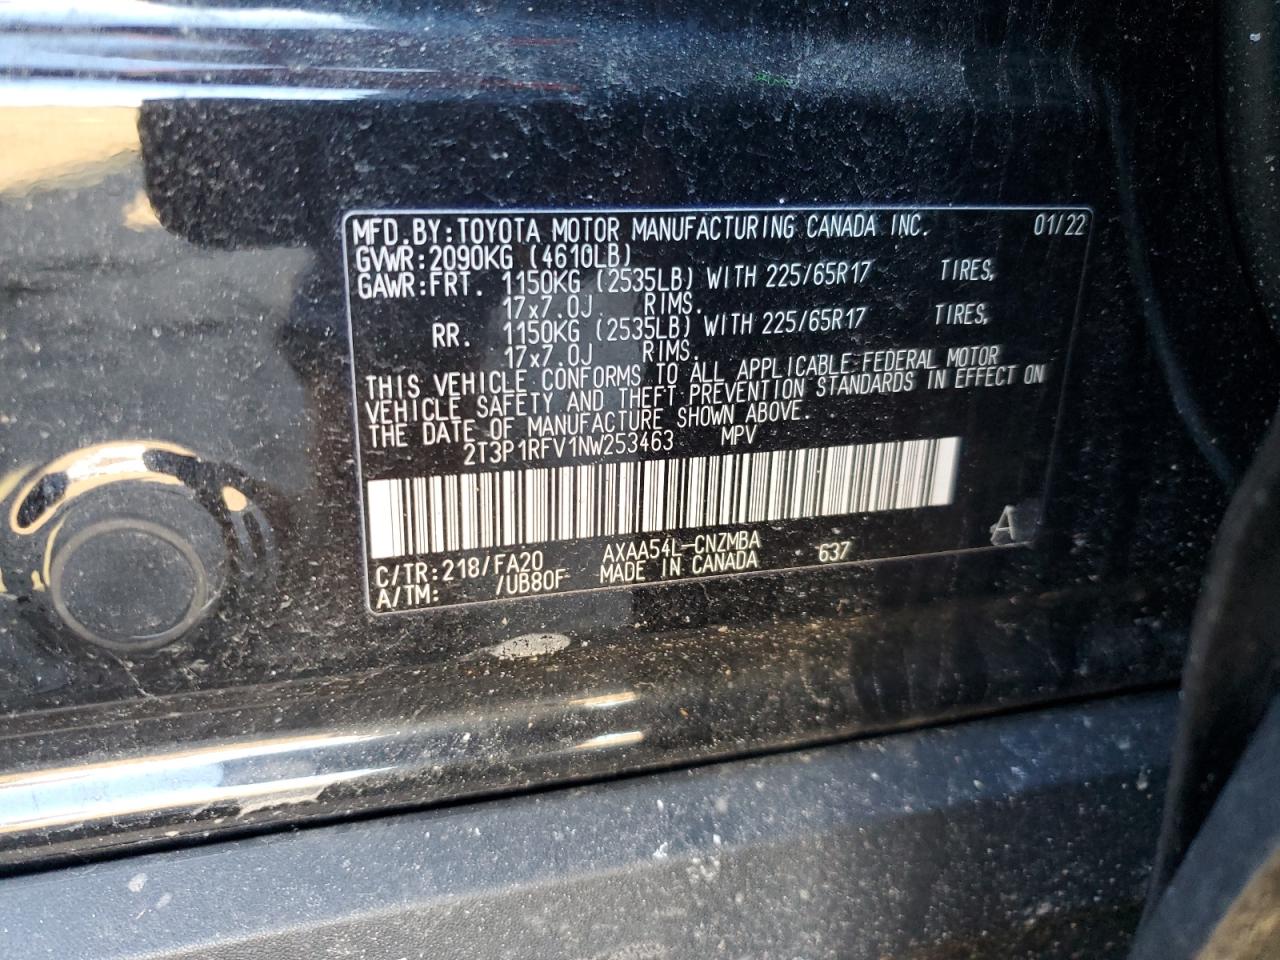 MFD.BY:TOYOTA MOTOR MANUFACTURING CANADA INC. 01/22
GVWR:2090KG (4610LB)
GAWR:FRT. 1150KG (2535LB) WITH 225/65R17 TIRES,
17x7.0J RIMS.
RR. 1150KG (2535LB) WITH 225/65R17 TIRES,
17x7.0J RIMS.
THIS VEHICLE CONFORMS TO ALL APPLICABLE FEDERAL MOTOR
VEHICLE SAFETY AND THEFT PREVENTION STANDARDS IN EFFECT ON
THE DATE OF MANUFACTURE SHOWN ABOVE.
2T3P1RFV1NW253463 MPV
C/TR:218/FA20 AXAA54L-CNZMBA 637 A
A/TM: /UB80F MADE IN CANADA